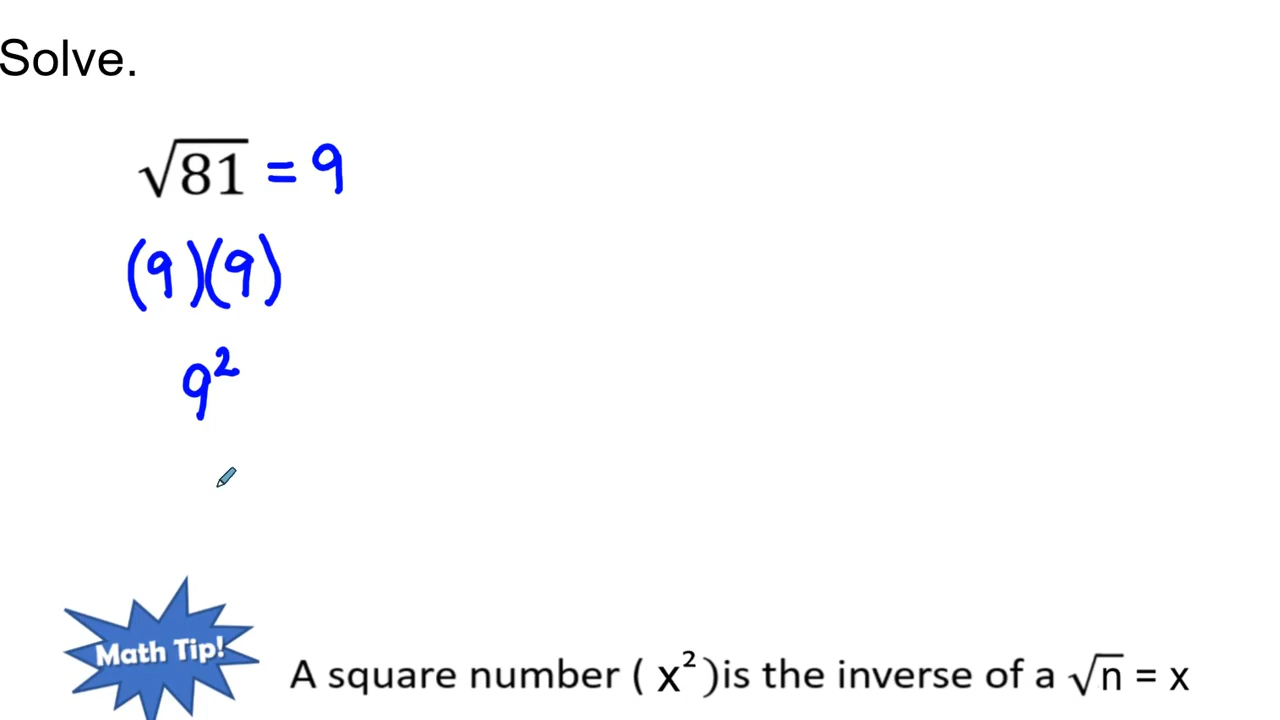 Solve.
√81 = 9
(9)(9)
9²
Math Tip!
A square number ( x² )is the inverse of a √n = x